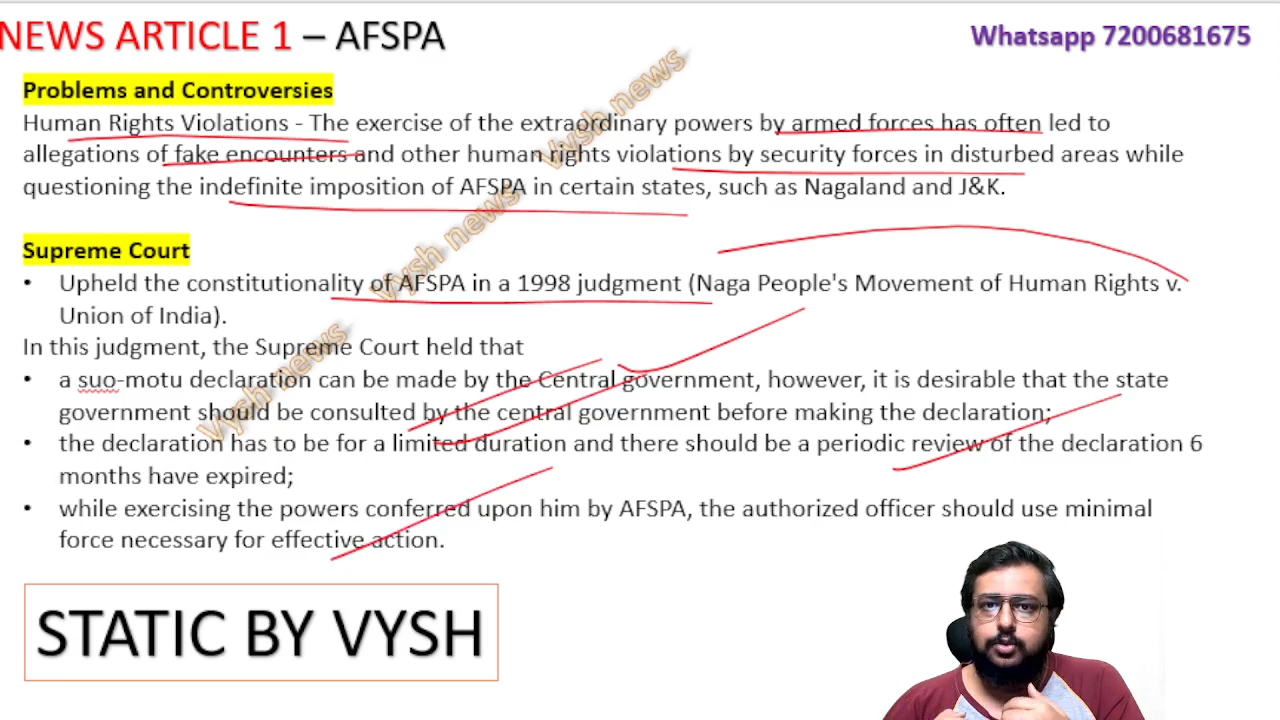 NEWS ARTICLE 1 – AFSPA
Whatsapp 7200681675
Problems and Controversies
Human Rights Violations - The exercise of the extraordinary powers by armed forces has often led to
allegations of fake encounters and other human rights violations by security forces in disturbed areas while
questioning the indefinite imposition of AFSPA in certain states, such as Nagaland and J&K.
Supreme Court
• Upheld the constitutionality of AFSPA in a 1998 judgment (Naga People's Movement of Human Rights v.
Union of India).
In this judgment, the Supreme Court held that
• a suo-motu declaration can be made by the Central government, however, it is desirable that the state
government should be consulted by the central government before making the declaration;
• the declaration has to be for a limited duration and there should be a periodic review of the declaration 6
months have expired;
• while exercising the powers conferred upon him by AFSPA, the authorized officer should use minimal
force necessary for effective action.
STATIC BY VYSH
Vysh news
Vysh news
Vysh news